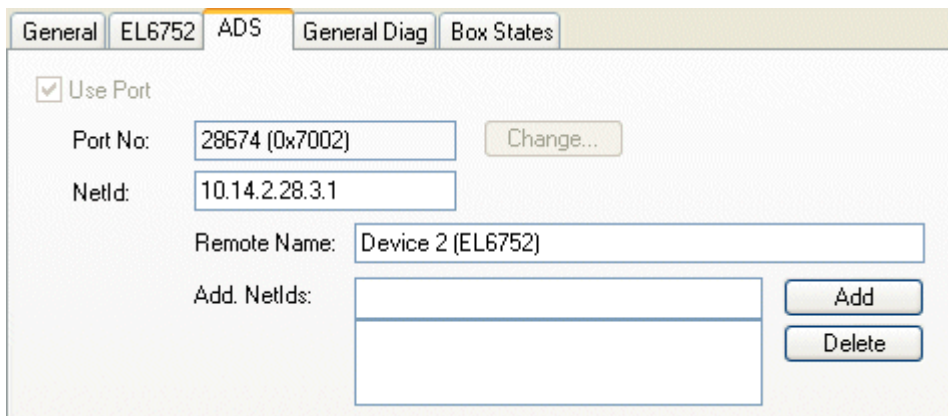 General EL6752 ADS General Diag Box States
Use Port
Port No: 28674 (0x7002) Change...
NetId: 10.14.2.28.3.1
Remote Name: Device 2 (EL6752)
Add. NetIds: Add
Delete